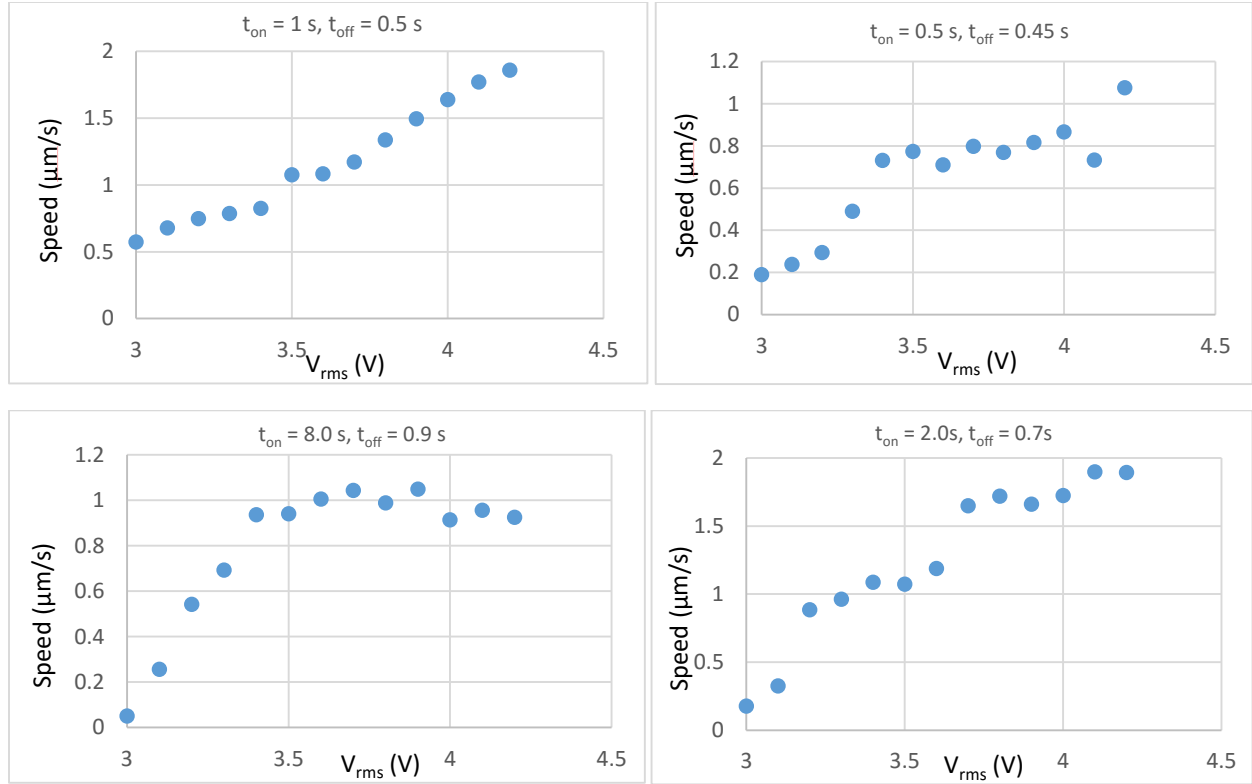 t_on = 1 s, t_off = 0.5 s
2
1.5
1
0.5
0
Speed (μm/s)
3 3.5 4 4.5
V_rms (V)
t_on = 0.5 s, t_off = 0.45 s
1.2
1
0.8
0.6
0.4
0.2
0
Speed (μm/s)
3 3.5 4 4.5
V_rms (V)
t_on = 8.0 s, t_off = 0.9 s
1.2
1
0.8
0.6
0.4
0.2
0
Speed (μm/s)
3 3.5 4 4.5
V_rms (V)
t_on = 2.0s, t_off = 0.7s
2
1.5
1
0.5
0
Speed (μm/s)
3 3.5 4 4.5
V_rms (V)